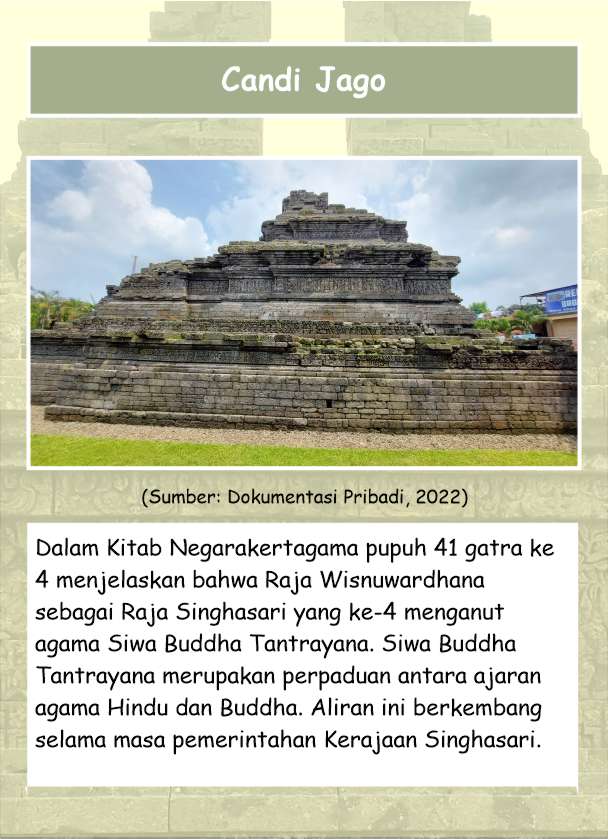 Candi Jago
(Sumber: Dokumentasi Pribadi, 2022)
Dalam Kitab Negarakertagama pupuh 41 gatra ke
4 menjelaskan bahwa Raja Wisnuwardhana
sebagai Raja Singhasari yang ke-4 menganut
agama Siwa Buddha Tantrayana. Siwa Buddha
Tantrayana merupakan perpaduan antara ajaran
agama Hindu dan Buddha. Aliran ini berkembang
selama masa pemerintahan Kerajaan Singhasari.